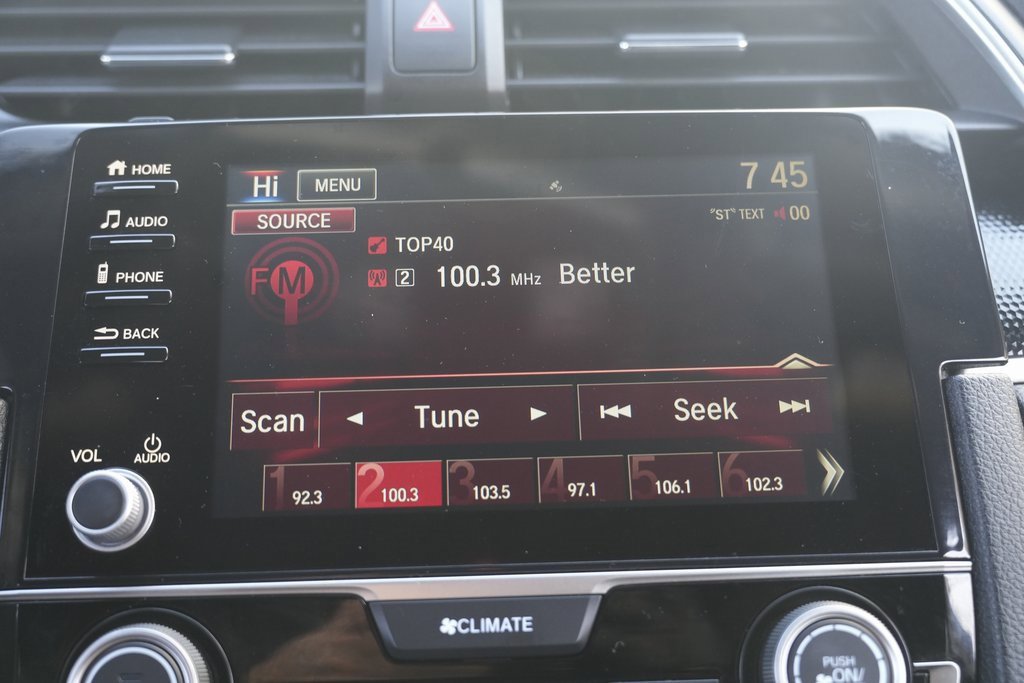 HOME
AUDIO
PHONE
BACK
VOL
AUDIO
Hi MENU 7 45
SOURCE "ST" TEXT 00
FM
TOP40
2 100.3 MHz Better
Scan Tune Seek
1 92.3 2 100.3 3 103.5 4 97.1 5 106.1 6 102.3
CLIMATE
PUSH
ON/